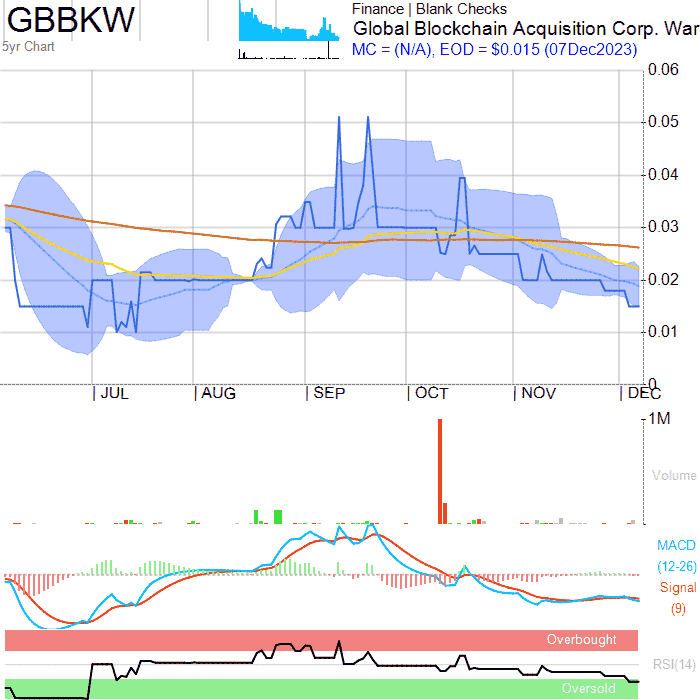 GBBKW
5yr Chart
Finance | Blank Checks
Global Blockchain Acquisition Corp. War
MC = (N/A), EOD = $0.015 (07Dec2023)
0.06
0.05
0.04
0.03
0.02
0.01
0
JUL AUG SEP OCT NOV DEC
1M
Volume
MACD
(12-26)
Signal
(9)
Overbought
RSI(14)
Oversold